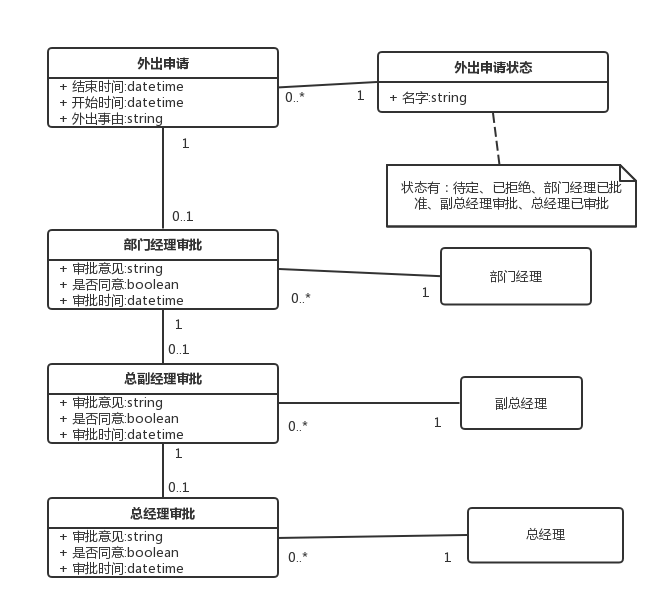 外出申请
+ 结束时间:datetime
+ 开始时间:datetime
+ 外出事由:string
0..*
1
外出申请状态
+ 名字:string
状态有：待定、已拒绝、部门经理已批
准、副总经理审批、总经理已审批
1
0..1
部门经理审批
+ 审批意见:string
+ 是否同意:boolean
+ 审批时间:datetime
0..*
1
部门经理
1
0..1
总副经理审批
+ 审批意见:string
+ 是否同意:boolean
+ 审批时间:datetime
0..*
1
副总经理
1
0..1
总经理审批
+ 审批意见:string
+ 是否同意:boolean
+ 审批时间:datetime
0..*
1
总经理